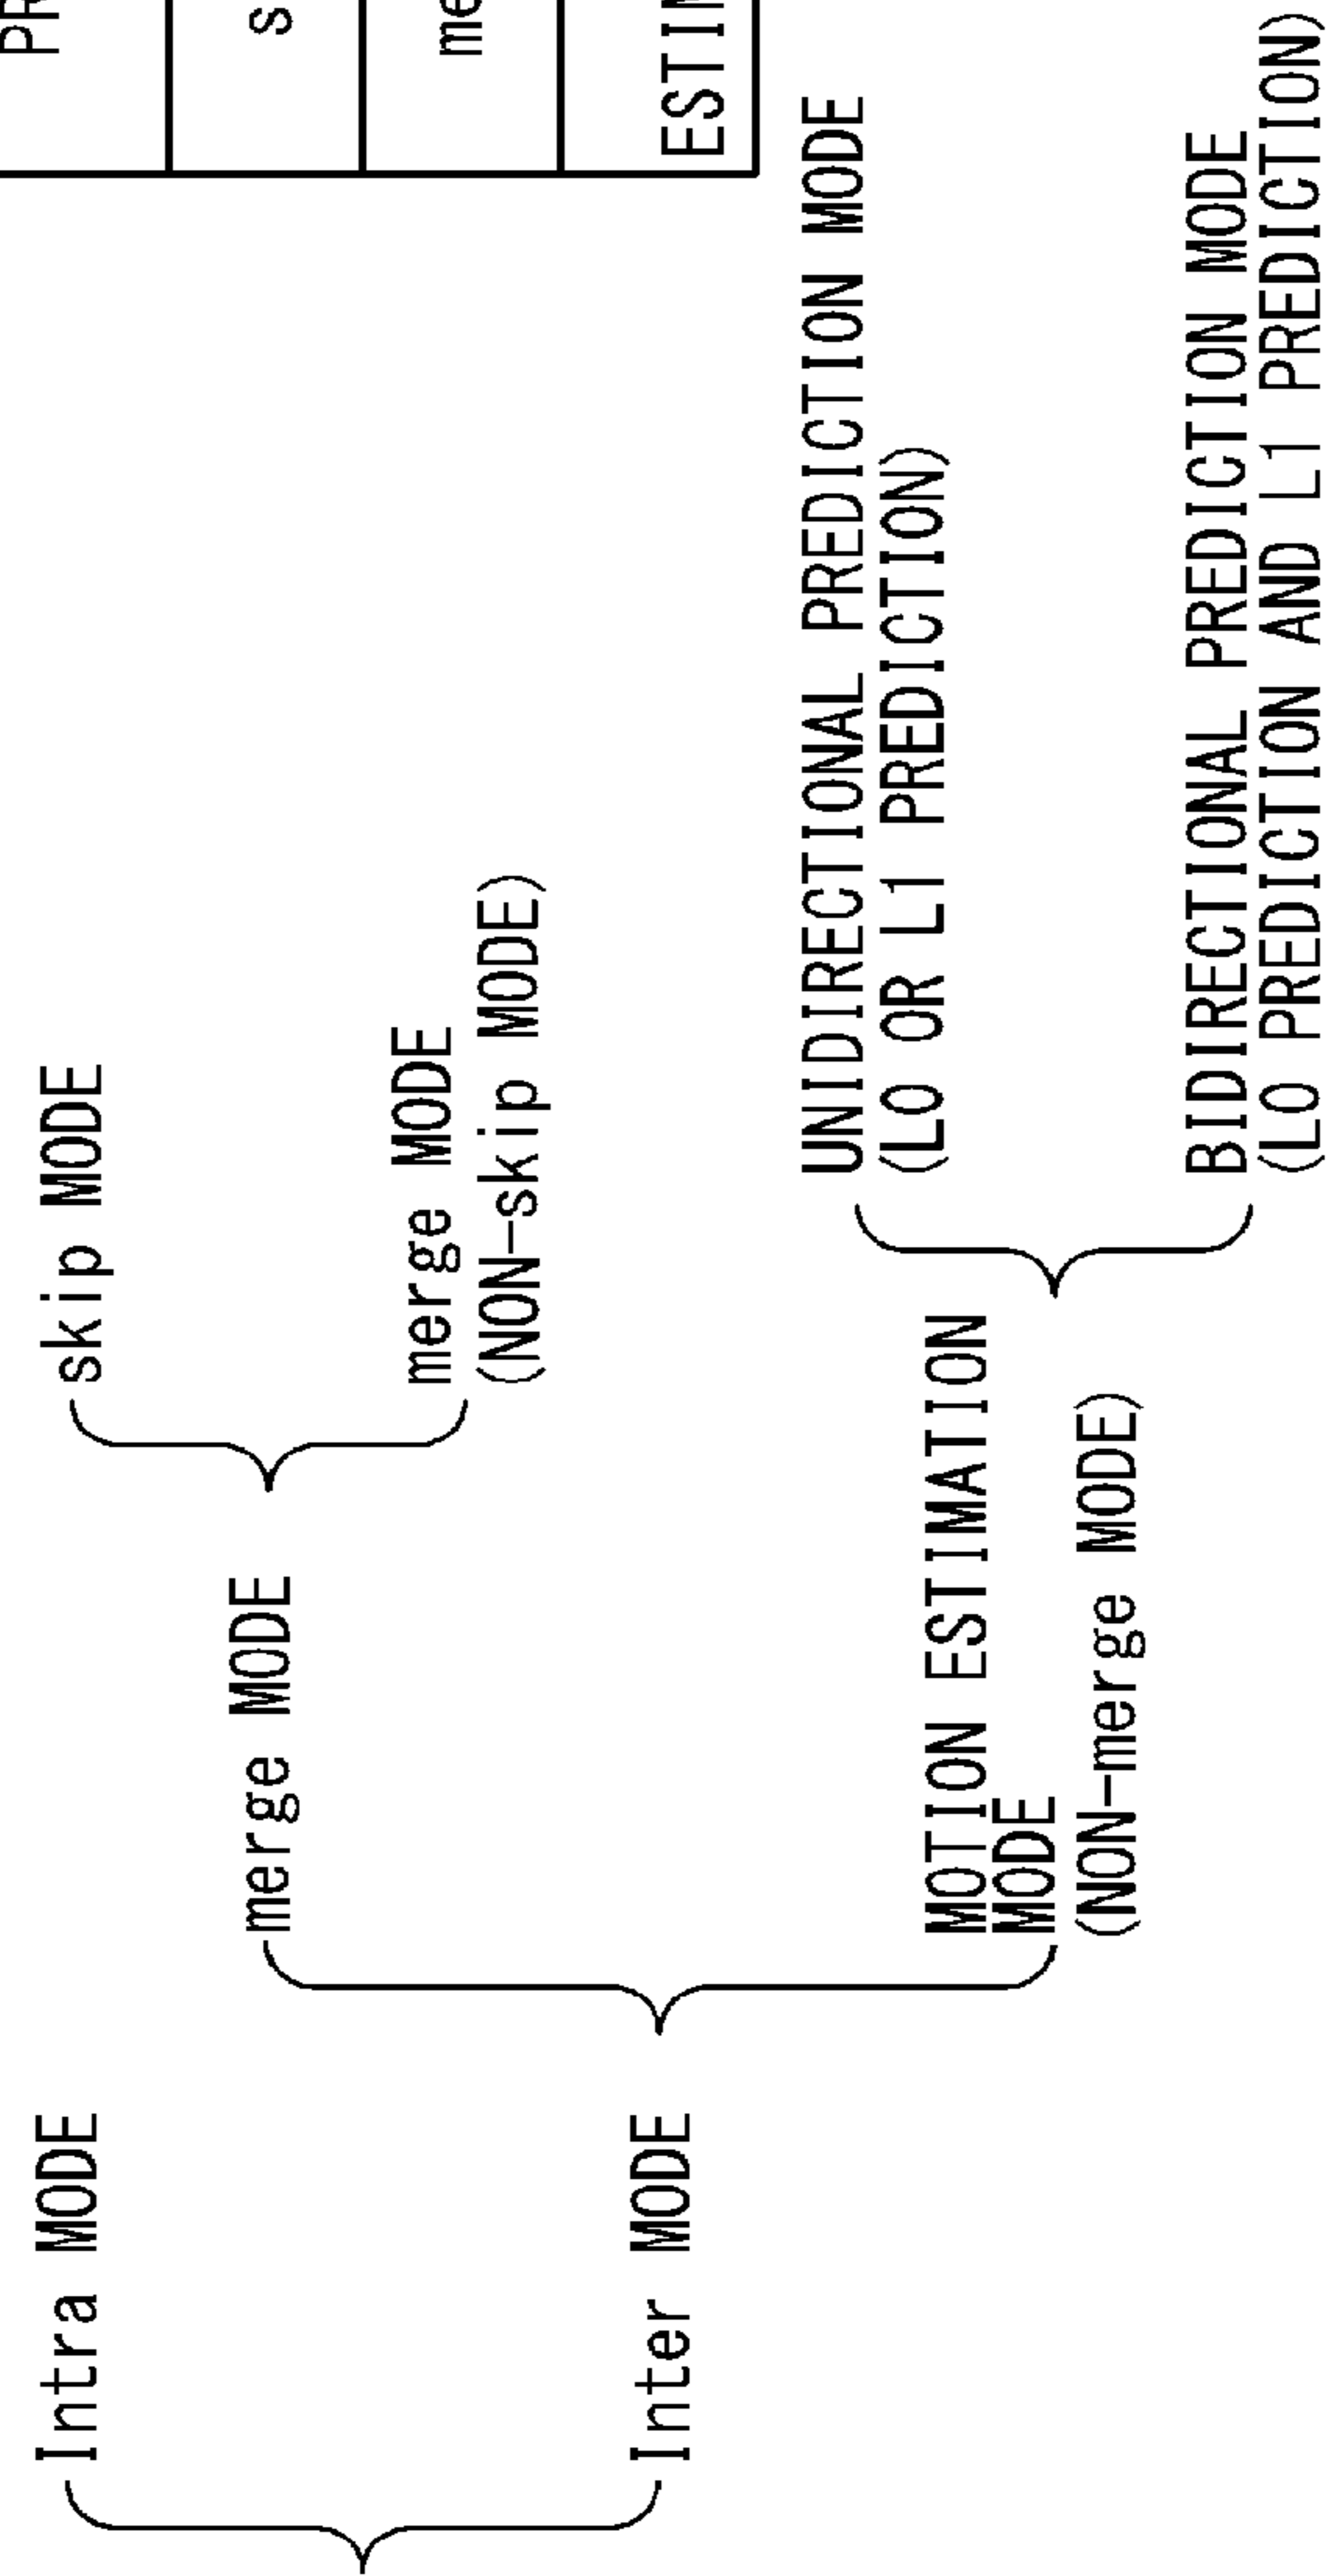 Intra MODE
Inter MODE
merge MODE
MOTION ESTIMATION
MODE
(NON-merge MODE)
skip MODE
merge MODE
(NON-skip MODE)
UNIDIRECTIONAL PREDICTION MODE
(L0 OR L1 PREDICTION)
BIDIRECTIONAL PREDICTION MODE
(L0 PREDICTION AND L1 PREDICTION)